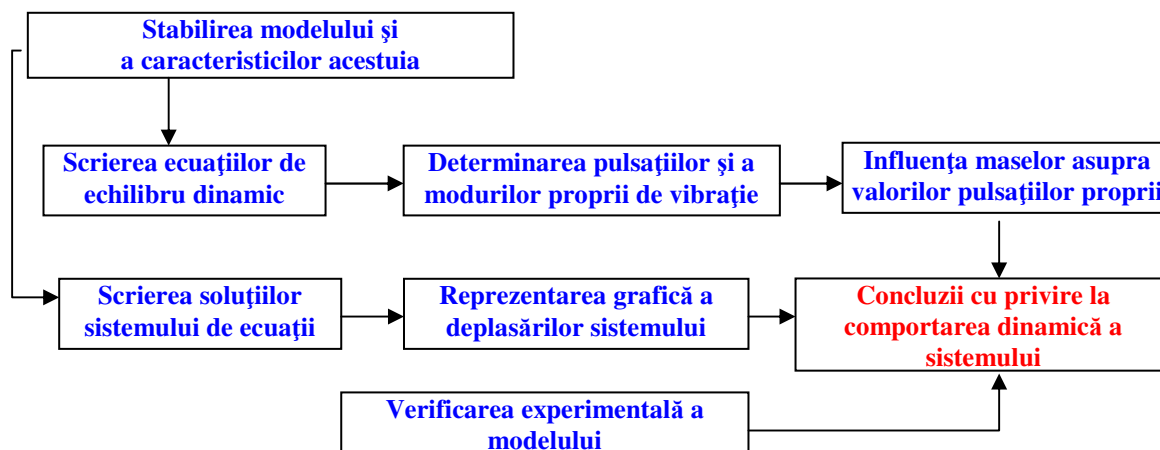 Stabilirea modelului şi
a caracteristicilor acestuia
Scrierea ecuaţiilor de
echilibru dinamic
Determinarea pulsaţiilor şi a
modurilor proprii de vibraţie
Influenţa maselor asupra
valorilor pulsaţiilor proprii
Scrierea soluţiilor
sistemului de ecuaţii
Reprezentarea grafică a
deplasărilor sistemului
Concluzii cu privire la
comportarea dinamică a
sistemului
Verificarea experimentală a
modelului